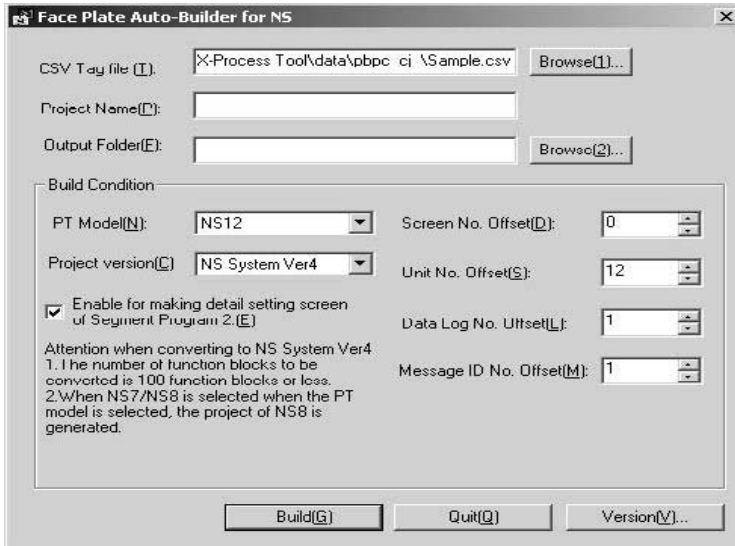 Face Plate Auto-Builder for NS
CSV Tag file (T):
X-Process Tool\data\pbpc cj \Sample.csv
Browse(1)...
Project Name(P):
Output Folder(F):
Browse(2)...
Build Condition
PT Model(N):
NS12
Screen No. Offset(D):
0
Project version(C)
NS System Ver4
Unit No. Offset(S):
12
Enable for making detail setting screen
of Segment Program 2.(E)
Data Log No. Offset(L):
1
Attention when converting to NS System Ver4
1.The number of function blocks to be
converted is 100 function blocks or less.
2.When NS7/NS8 is selected when the PT
model is selected, the project of NS8 is
generated.
Message ID No. Offset(M):
1
Build(G)
Quit(Q)
Version(V)...